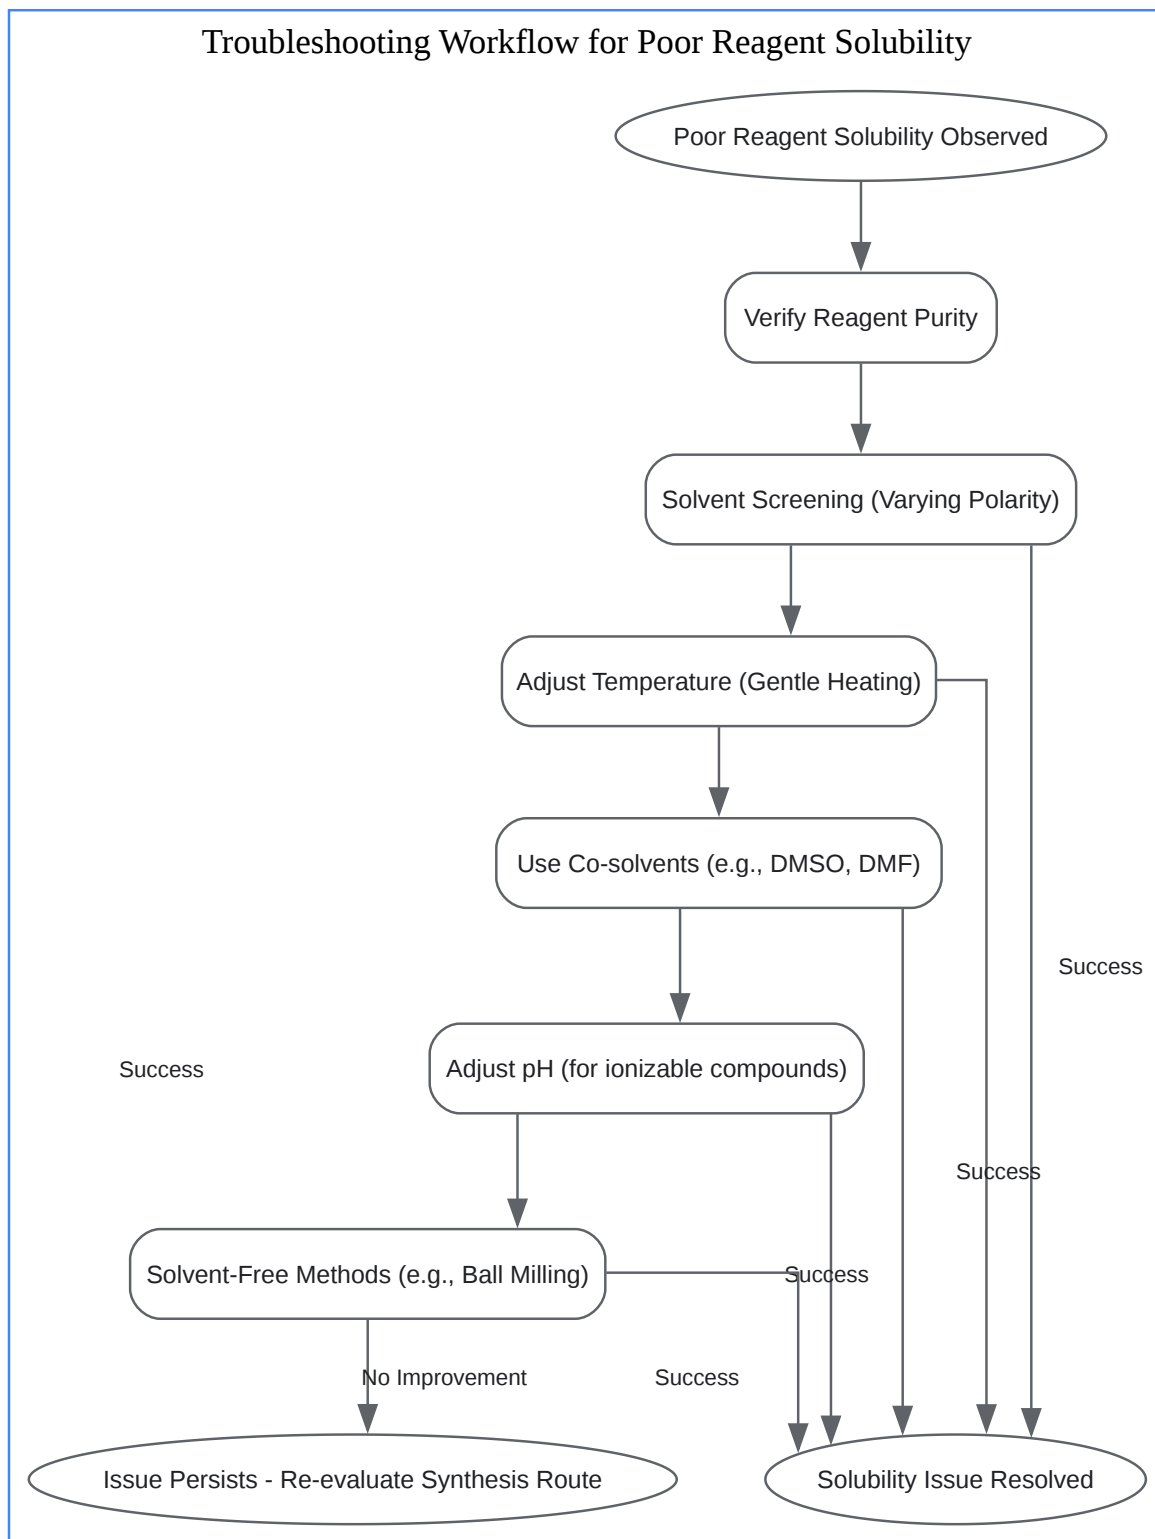 Troubleshooting Workflow for Poor Reagent Solubility
Poor Reagent Solubility Observed
Verify Reagent Purity
Solvent Screening (Varying Polarity)
Adjust Temperature (Gentle Heating)
Use Co-solvents (e.g., DMSO, DMF)
Success
Adjust pH (for ionizable compounds)
Success
Success
Solvent-Free Methods (e.g., Ball Milling)
Success
No Improvement
Success
Issue Persists - Re-evaluate Synthesis Route
Solubility Issue Resolved